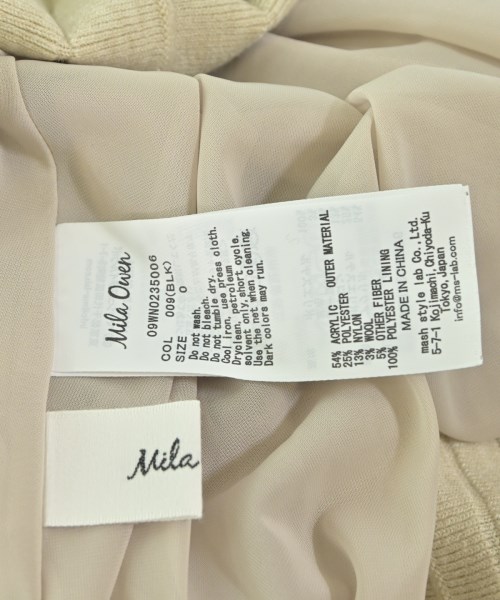 Mila Owen
09WNO235006
COL 009(BLK)
SIZE 0
Do not wash.
Do not bleach.
Do not tumble dry.
Cool iron, use press cloth.
Dryclean, petroleum
solvent only, short cycle.
Use the net when cleaning.
Dark colors may run.
OUTER MATERIAL
54% ACRYLIC
25% POLYESTER
13% NYLON
3% WOOL
5% OTHER FIBER
100% POLYESTER LINING
MADE IN CHINA
mash style lab Co., Ltd.
5-7-1 Kojimachi, Chiyoda-Ku
Tokyo, Japan
info@ms-lab.com
Mila